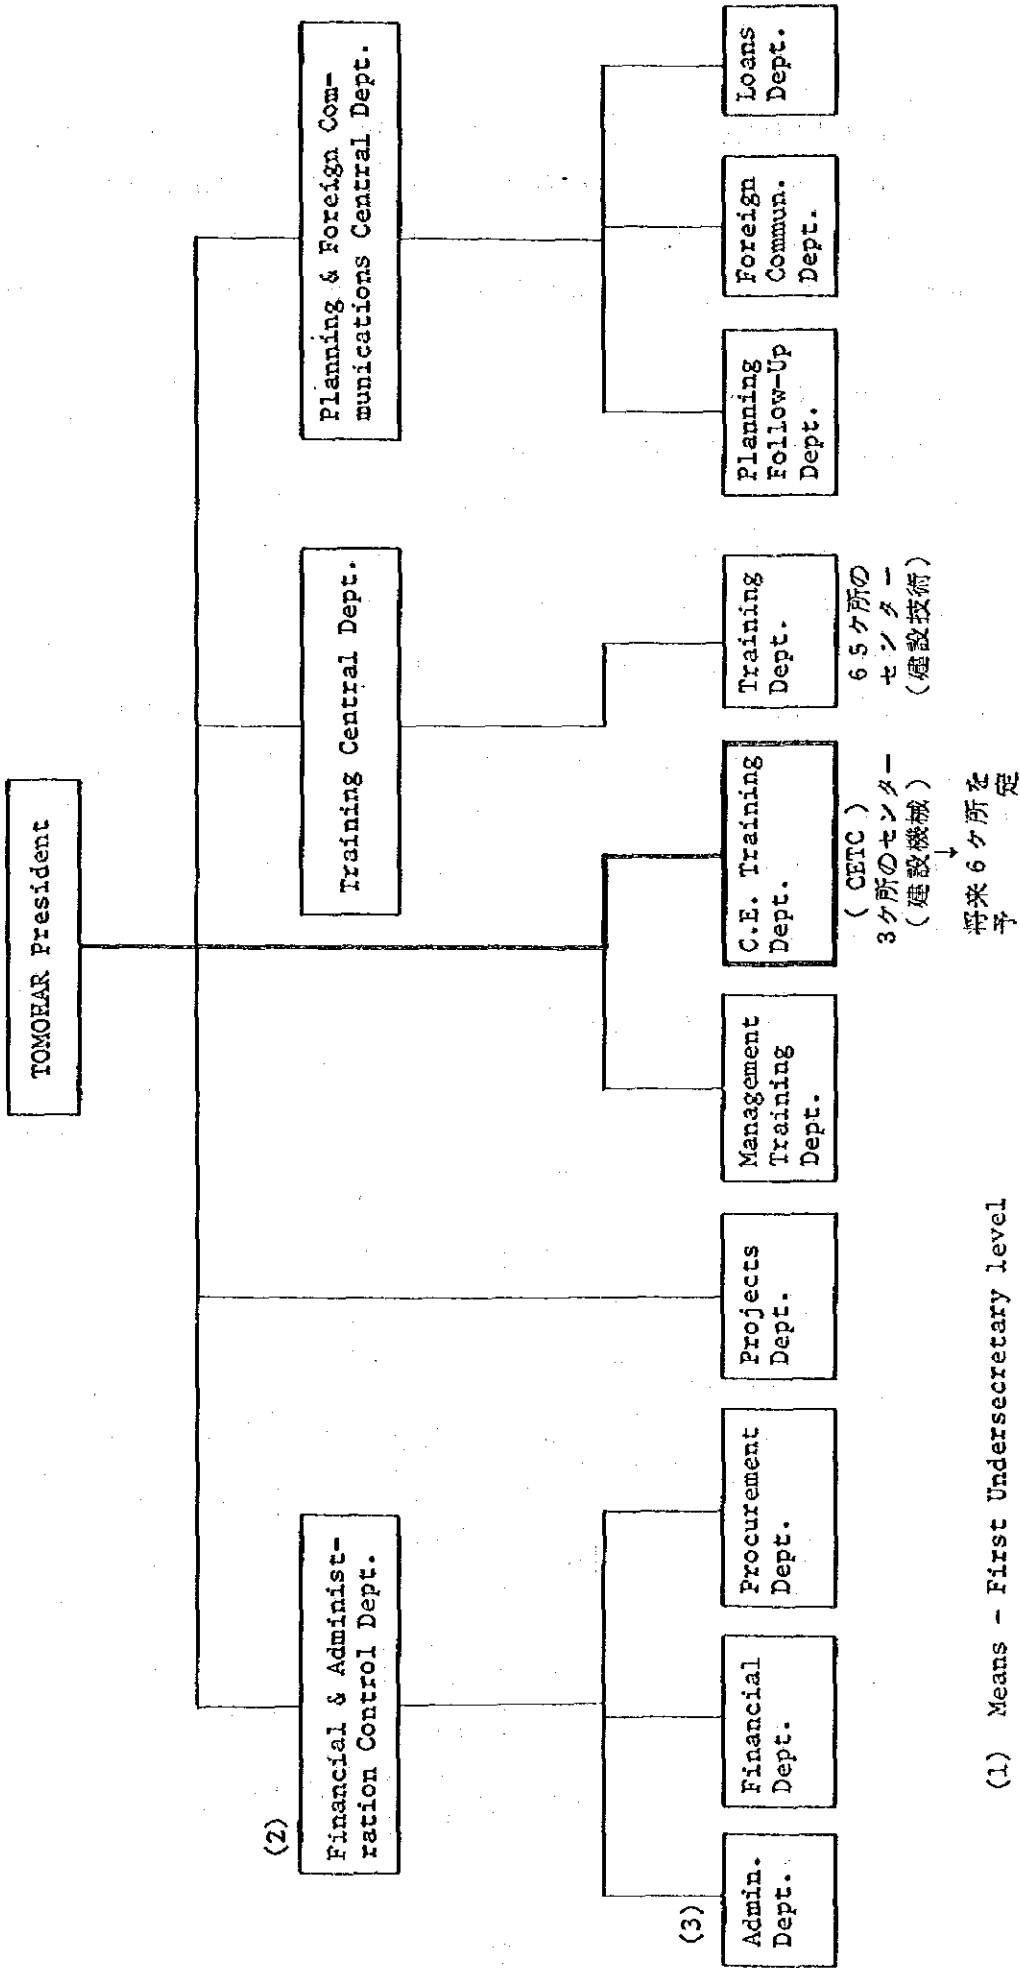 TOMOHAR President
(2)
Financial & Administ-
ration Control Dept.
Training Central Dept.
Planning & Foreign Com-
munications Central Dept.
(3)
Admin.
Dept.
Financial
Dept.
Procurement
Dept.
Projects
Dept.
Management
Training
Dept.
C.E. Training
Dept.
Training
Dept.
Planning
Follow-Up
Dept.
Foreign
Commun.
Dept.
Loans
Dept.
( CETC )
3ケ所のセンター
(建設機械)
→
将来6ケ所を
予 定
65ケ所の
センター
(建設技術)
(1) Means - First Undersecretary level